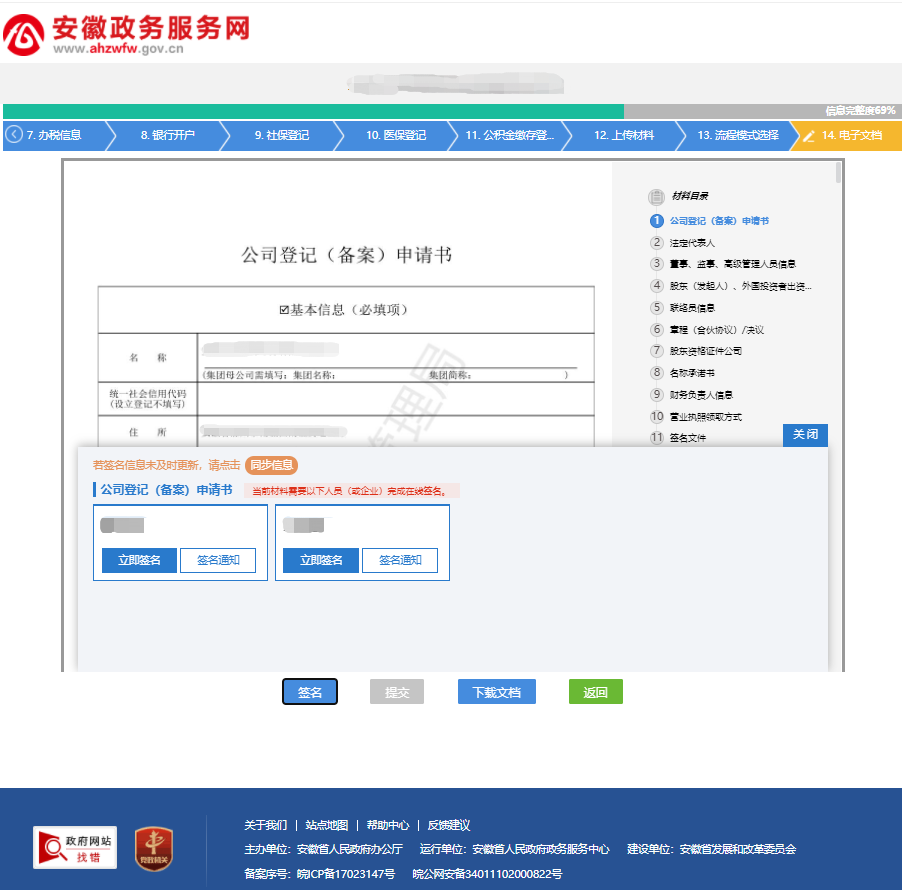 安徽政务服务网
www.ahzwfw.gov.cn
信息完整度69%
7. 办税信息 8. 银行开户 9. 社保登记 10. 医保登记 11. 公积金缴存登... 12. 上传材料 13. 流程模式选择 14. 电子文档
材料目录
1 公司登记（备案）申请书
2 法定代表人
3 董事、监事、高级管理人员信息
4 股东（发起人）、外国投资者出资...
5 联络员信息
6 章程（合伙协议）/决议
7 股东资格证件公司
8 名称承诺书
9 财务负责人信息
10 营业执照领取方式
11 签名文件
公司登记（备案）申请书
☑基本信息（必填项）
名 称
(集团母公司需填写：集团名称： 集团简称： )
统一社会信用代码
(设立登记不填写)
住 所
管理局
关闭
若签名信息未及时更新，请点击 同步信息
公司登记（备案）申请书 当前材料需要以下人员（或企业）完成在线签名。
立即签名 签名通知 立即签名 签名通知
签名 提交 下载文档 返回
政府网站
找错
党政机关
关于我们 | 站点地图 | 帮助中心 | 反馈建议
主办单位：安徽省人民政府办公厅 运行单位：安徽省人民政府政务服务中心 建设单位：安徽省发展和改革委员会
备案序号：皖ICP备17023147号 皖公网安备34011102000822号